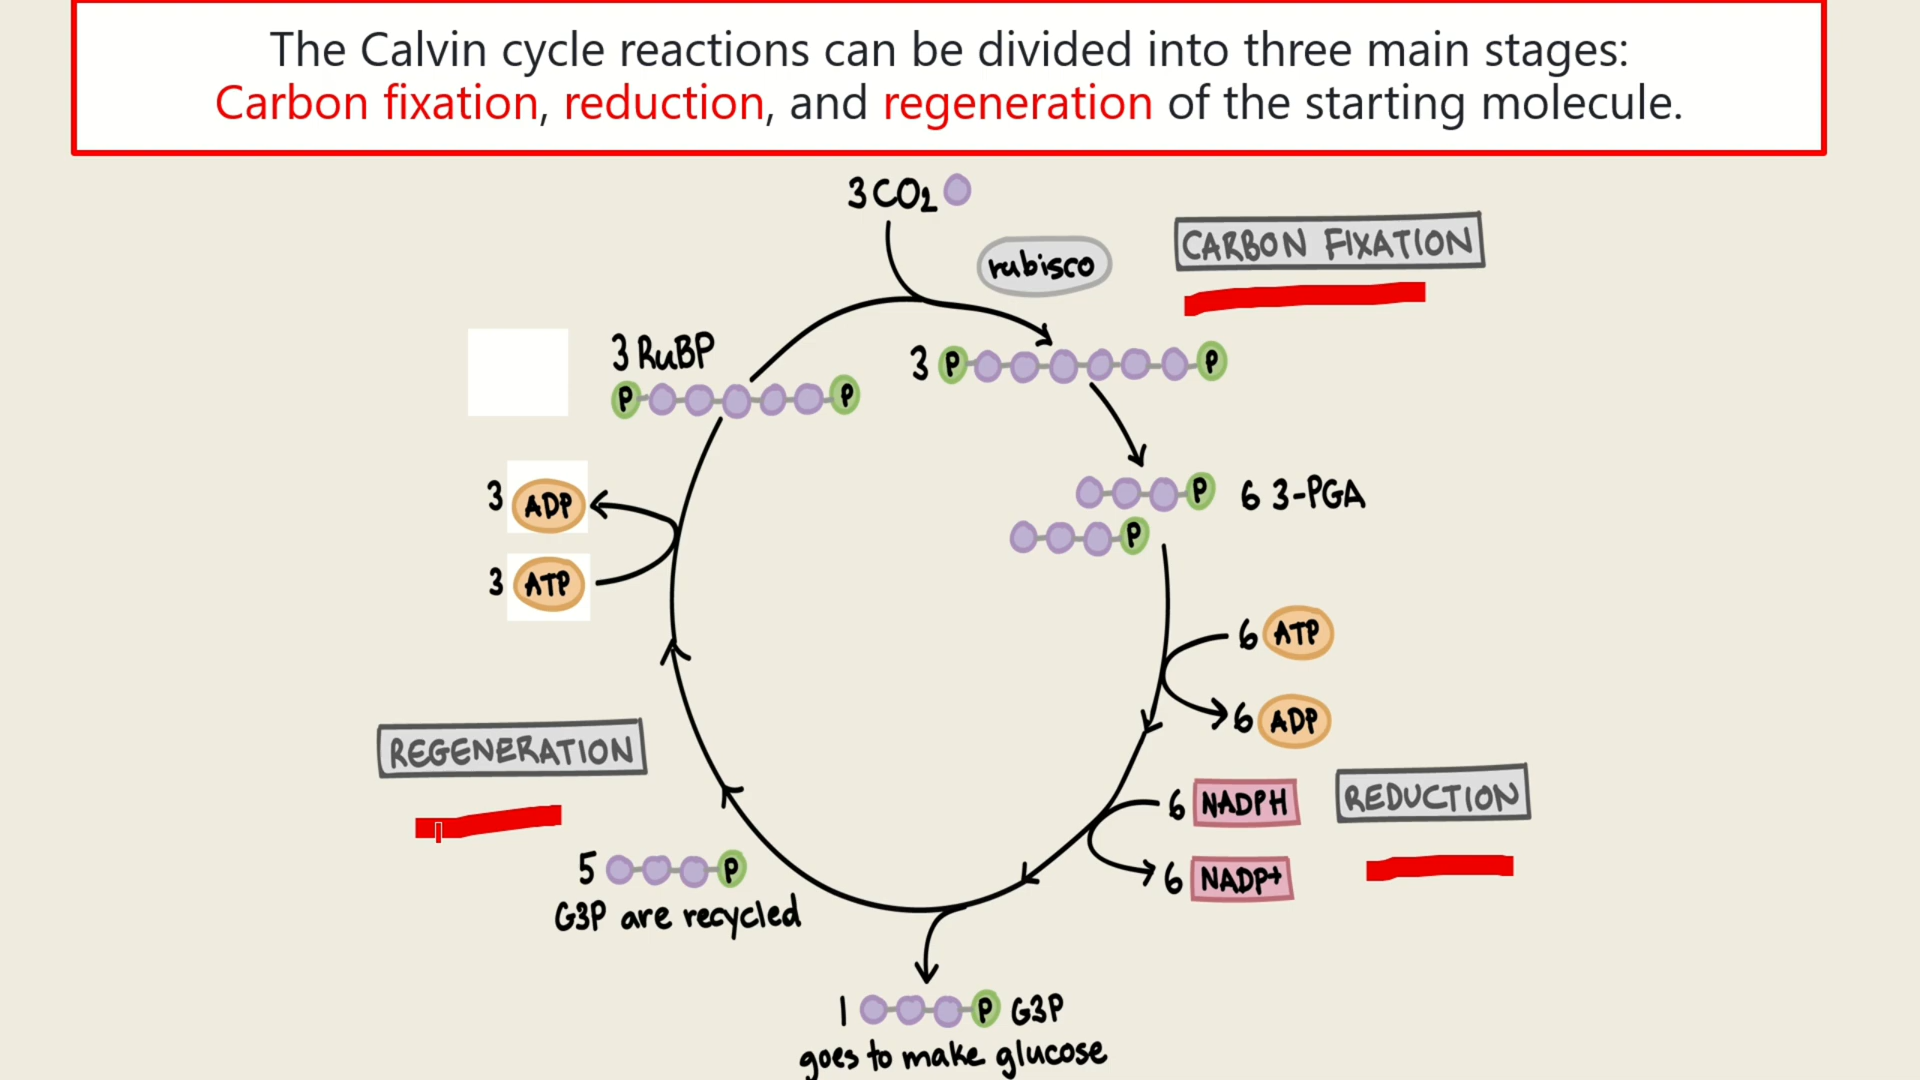 The Calvin cycle reactions can be divided into three main stages:
Carbon fixation, reduction, and regeneration of the starting molecule.
3CO2
rubisco
CARBON FIXATION
3 RuBP
P P
3 P P
P 6 3-PGA
P
3 ADP
3 ATP
6 ATP
6 ADP
REGENERATION
6 NADPH
REDUCTION
6 NADP+
5 P
G3P are recycled
1 P G3P
goes to make glucose